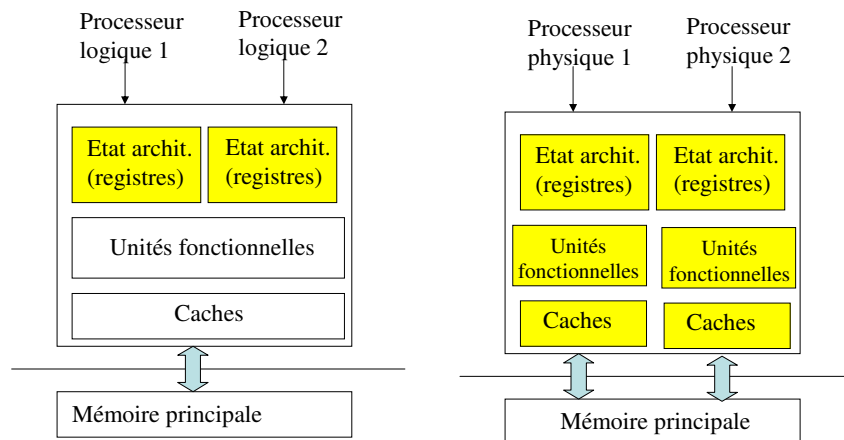 Processeur
logique 1
Processeur
logique 2
Etat archit.
(registres)
Etat archit.
(registres)
Unités fonctionnelles
Caches
Mémoire principale
Processeur
physique 1
Processeur
physique 2
Etat archit.
(registres)
Etat archit.
(registres)
Unités
fonctionnelles
Unités
fonctionnelles
Caches
Caches
Mémoire principale